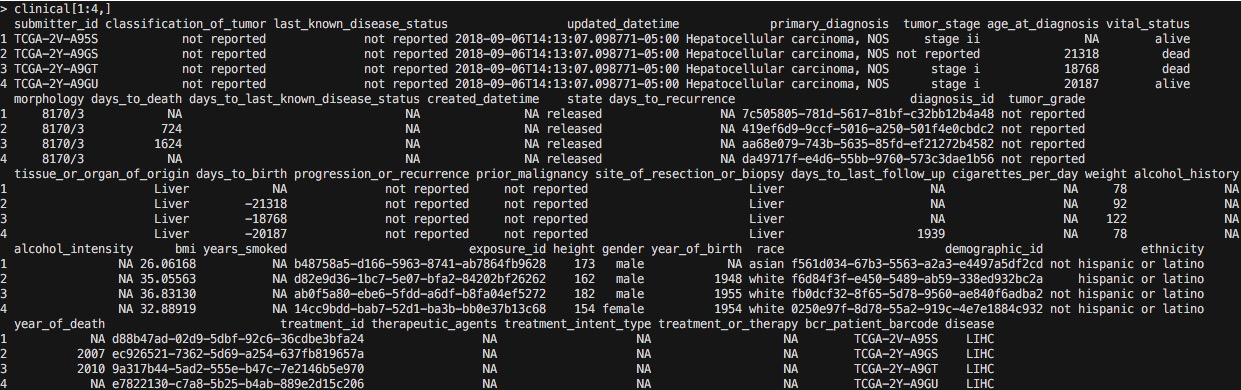 > clinical[1:4,]
submitter_id classification_of_tumor last_known_disease_status updated_datetime primary_diagnosis tumor_stage age_at_diagnosis vital_status
1 TCGA-2V-A95S not reported not reported 2018-09-06T14:13:07.098771-05:00 Hepatocellular carcinoma, NOS stage ii NA alive
2 TCGA-2Y-A9GS not reported not reported 2018-09-06T14:13:07.098771-05:00 Hepatocellular carcinoma, NOS not reported 21318 dead
3 TCGA-2Y-A9GT not reported not reported 2018-09-06T14:13:07.098771-05:00 Hepatocellular carcinoma, NOS stage i 18768 dead
4 TCGA-2Y-A9GU not reported not reported 2018-09-06T14:13:07.098771-05:00 Hepatocellular carcinoma, NOS stage i 20187 alive
morphology days_to_death days_to_last_known_disease_status created_datetime state days_to_recurrence diagnosis_id tumor_grade
1 8170/3 NA NA NA released NA 7c505805-781d-5617-81bf-c32bb12b4a48 not reported
2 8170/3 724 NA NA released NA 419ef6d9-9ccf-5016-a250-501f4e0cbdc2 not reported
3 8170/3 1624 NA NA released NA aa68e079-743b-5635-85fd-ef21272b4582 not reported
4 8170/3 NA NA NA released NA da49717f-e4d6-55bb-9760-573c3dae1b56 not reported
tissue_or_organ_of_origin days_to_birth progression_or_recurrence prior_malignancy site_of_resection_or_biopsy days_to_last_follow_up cigarettes_per_day weight alcohol_history
1 Liver NA not reported not reported Liver NA NA 78 NA
2 Liver -21318 not reported not reported Liver NA NA 92 NA
3 Liver -18768 not reported not reported Liver NA NA 122 NA
4 Liver -20187 not reported not reported Liver 1939 NA 78 NA
alcohol_intensity bmi years_smoked exposure_id height gender year_of_birth race demographic_id ethnicity
1 NA 26.06168 NA b48758a5-d166-5963-8741-ab7864fb9628 173 male NA asian f561d034-67b3-5563-a2a3-e4497a5df2cd not hispanic or latino
2 NA 35.05563 NA d82e9d36-1bc7-5e07-bfa2-84202bf26262 162 male 1948 white f6d84f3f-e450-5489-ab59-338ed932bc2a hispanic or latino
3 NA 36.83130 NA ab0f5a80-ebe6-5fdd-a6df-b8fa04ef5272 182 male 1955 white fb0dcf32-8f65-5d78-9560-ae840f6adba2 not hispanic or latino
4 NA 32.88919 NA 14cc9bdd-bab7-52d1-ba3b-bb0e37b13c68 154 female 1954 white 0250e97f-8d78-55a2-919c-4e7e1884c932 not hispanic or latino
year_of_death treatment_id therapeutic_agents treatment_intent_type treatment_or_therapy bcr_patient_barcode disease
1 NA d88b47ad-02d9-5dbf-92c6-36cdbe3bfa24 NA NA NA TCGA-2V-A95S LIHC
2 2007 ec926521-7362-5d69-a254-637fb819657a NA NA NA TCGA-2Y-A9GS LIHC
3 2010 9a317b44-5ad2-555e-b47c-7e2146b5e970 NA NA NA TCGA-2Y-A9GT LIHC
4 NA e7822130-c7a8-5b25-b4ab-889e2d15c206 NA NA NA TCGA-2Y-A9GU LIHC